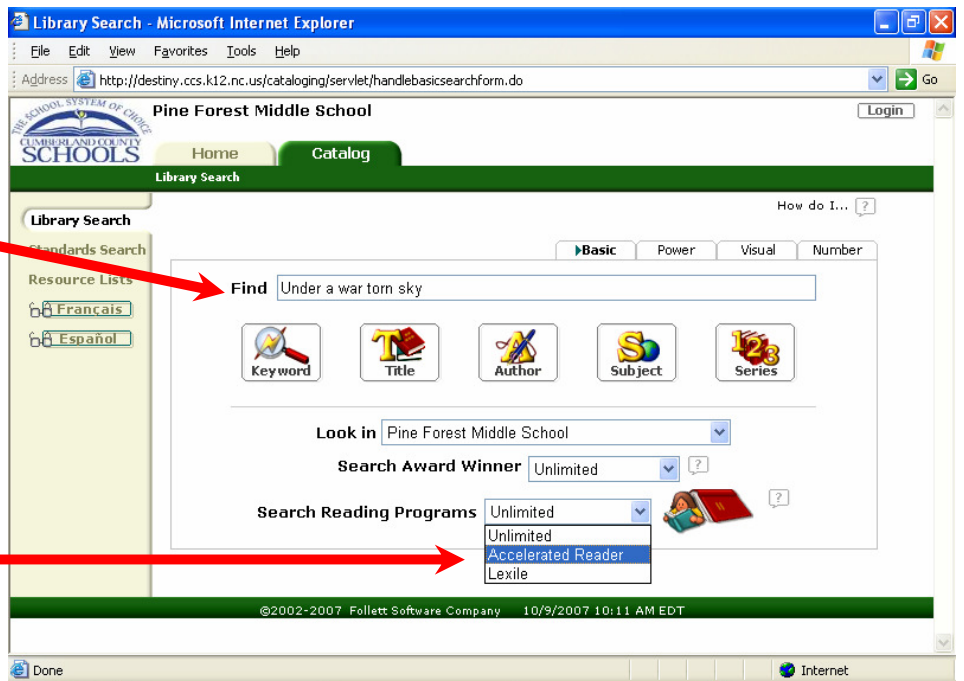 Library Search - Microsoft Internet Explorer
File Edit View Favorites Tools Help
Address http://destiny.ccs.k12.nc.us/cataloging/servlet/handlebasicsearchform.do Go
THE SCHOOL SYSTEM OF CHOICE
CUMBERLAND COUNTY
SCHOOLS
Pine Forest Middle School Login
Home Catalog
Library Search
How do I... ?
Library Search
Standards Search
Resource Lists
Français
Español
Basic Power Visual Number
Find Under a war torn sky
Keyword Title Author Subject Series
Look in Pine Forest Middle School
Search Award Winner Unlimited ?
Search Reading Programs Unlimited ?
Unlimited
Accelerated Reader
Lexile
©2002-2007 Follett Software Company 10/9/2007 10:11 AM EDT
Done Internet